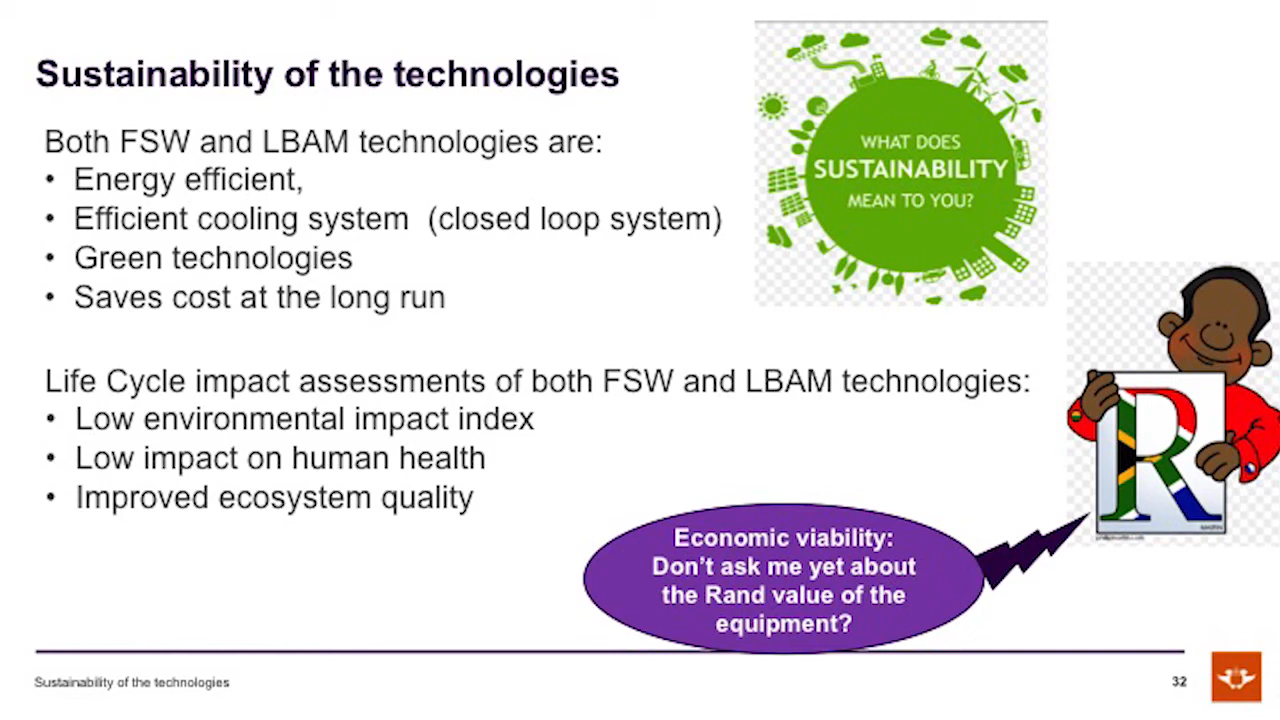 Sustainability of the technologies
Both FSW and LBAM technologies are:
• Energy efficient,
• Efficient cooling system (closed loop system)
• Green technologies
• Saves cost at the long run
WHAT DOES
SUSTAINABILITY
MEAN TO YOU?
Life Cycle impact assessments of both FSW and LBAM technologies:
• Low environmental impact index
• Low impact on human health
• Improved ecosystem quality
R
Economic viability:
Don't ask me yet about
the Rand value of the
equipment?
Sustainability of the technologies
32